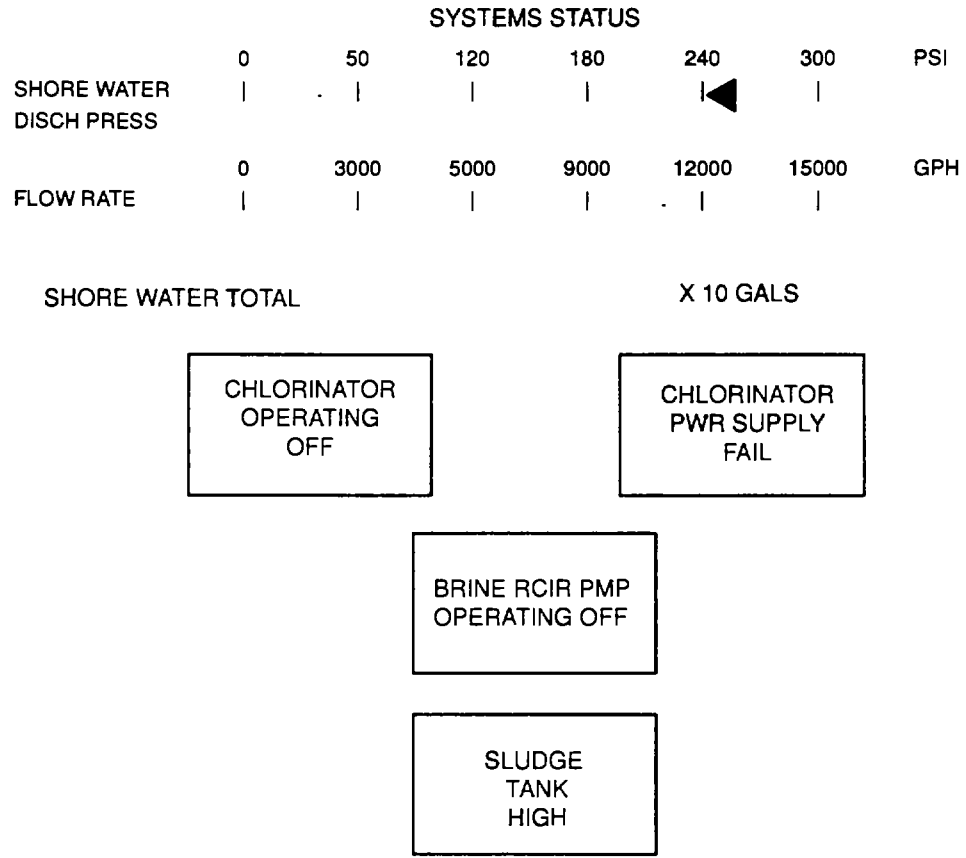 SYSTEMS STATUS
0 50 120 180 240 300 PSI
SHORE WATER
DISCH PRESS
0 3000 5000 9000 12000 15000 GPH
FLOW RATE
SHORE WATER TOTAL X 10 GALS
CHLORINATOR
OPERATING
OFF
CHLORINATOR
PWR SUPPLY
FAIL
BRINE RCIR PMP
OPERATING OFF
SLUDGE
TANK
HIGH